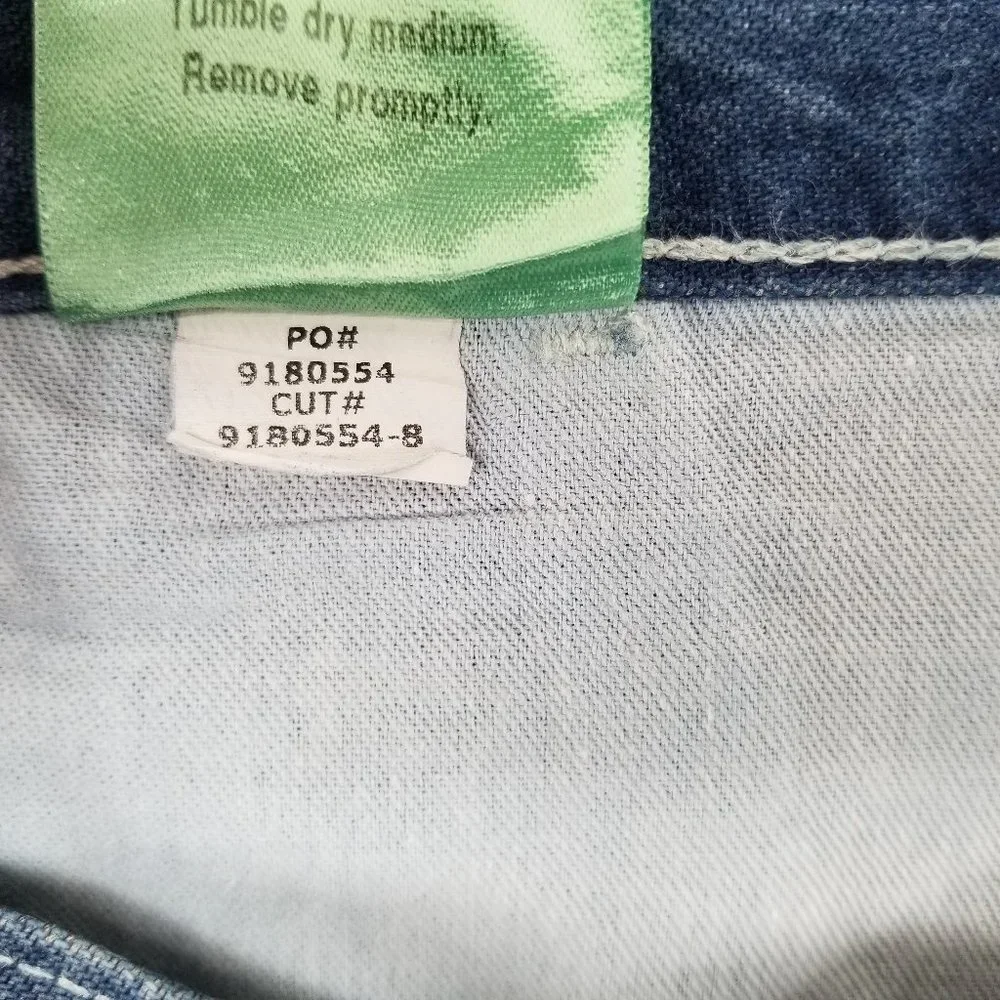 Tumble dry medium,
Remove promptly.
PO#
9180554
CUT#
9180554-8